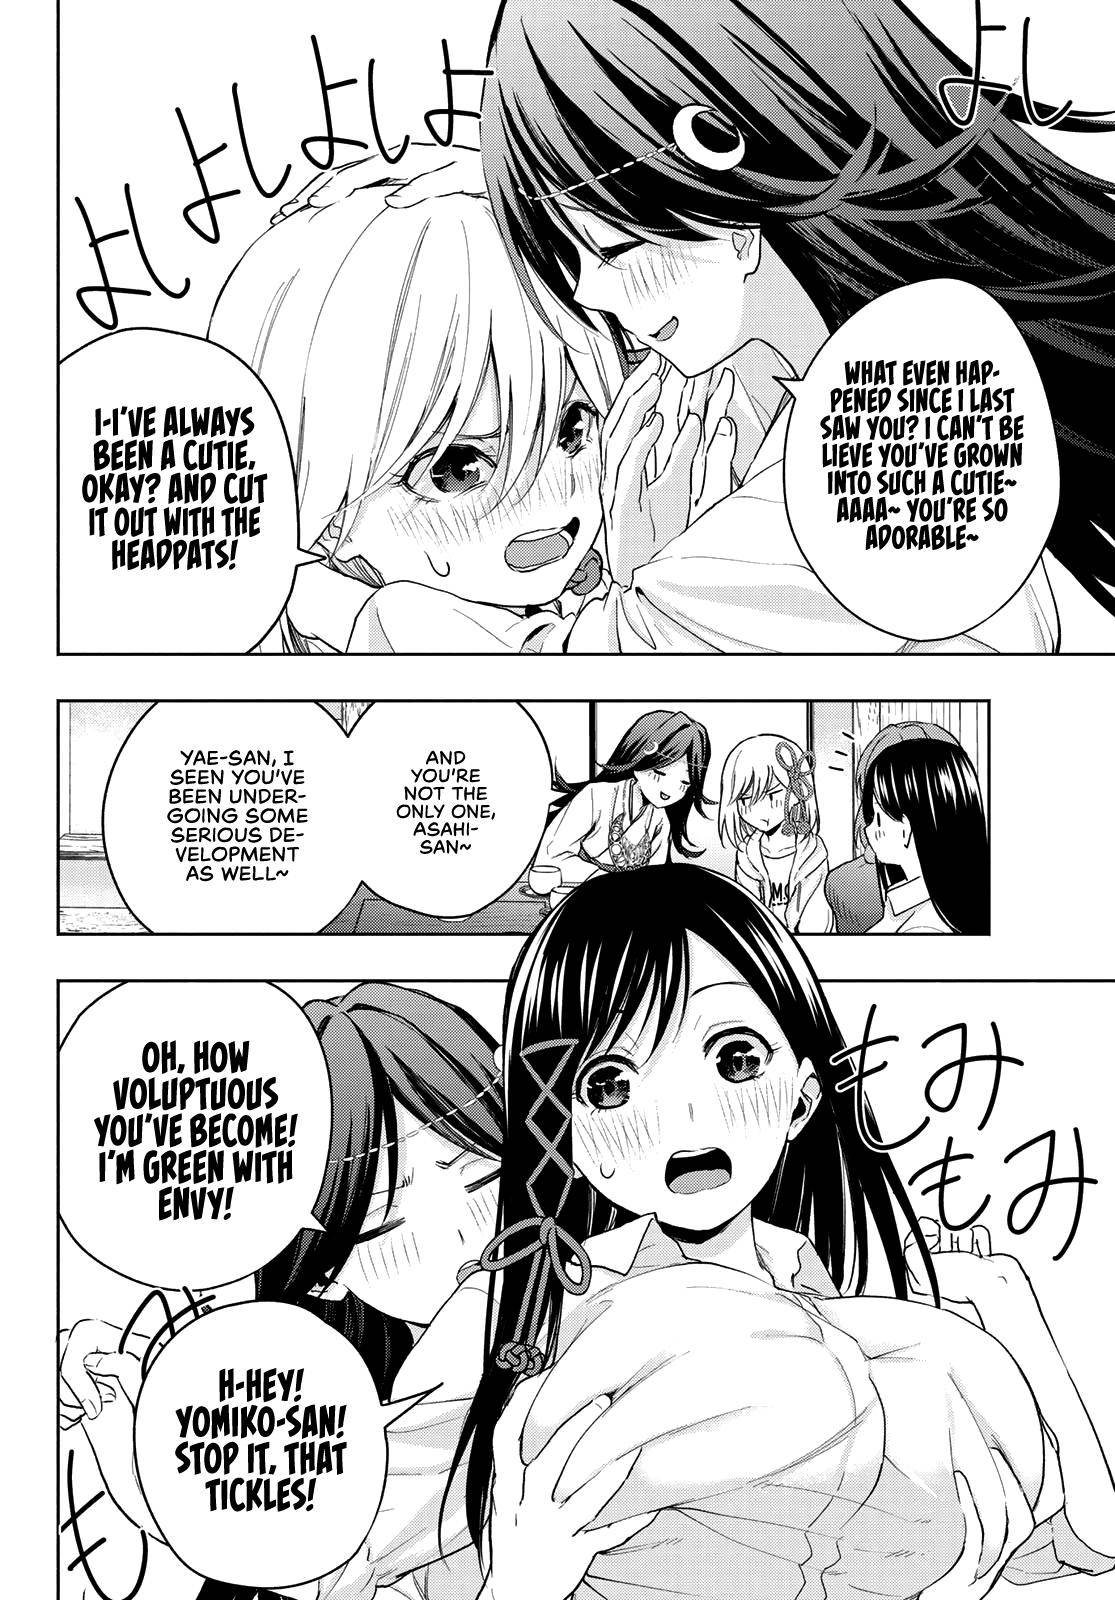 よしよしよしよしよ
よし
WHAT EVEN HAP-
PENED SINCE I LAST
SAW YOU? I CAN'T BE
LIEVE YOU'VE GROWN
INTO SUCH A CUTIE~
AAAA~ YOU'RE SO
ADORABLE~
I-I'VE ALWAYS
BEEN A CUTIE,
OKAY? AND CUT
IT OUT WITH THE
HEADPATS!
AND
YOU'RE
NOT THE
ONLY ONE,
ASAHI-
SAN~
YAE-SAN, I
SEEN YOU'VE
BEEN UNDER-
GOING SOME
SERIOUS DE-
VELOPMENT
AS WELL~
OH, HOW
VOLUPTUOUS
YOU'VE BECOME!
I'M GREEN WITH
ENVY!
もみ
もみ
もみ
H-HEY!
YOMIKO-SAN!
STOP IT, THAT
TICKLES!